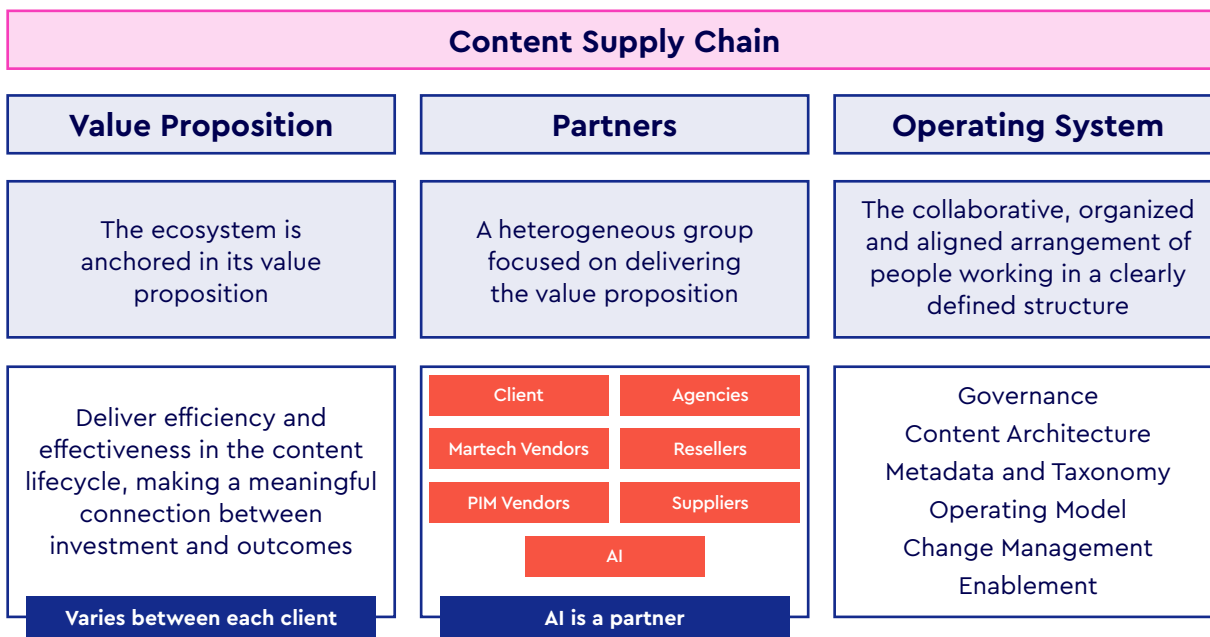 Content Supply Chain
Value Proposition
Partners
Operating System
The ecosystem is
anchored in its value
proposition
A heterogeneous group
focused on delivering
the value proposition
The collaborative, organized
and aligned arrangement of
people working in a clearly
defined structure
Deliver efficiency and
effectiveness in the content
lifecycle, making a meaningful
connection between
investment and outcomes
Varies between each client
Client
Agencies
Martech Vendors
Resellers
PIM Vendors
Suppliers
AI
AI is a partner
Governance
Content Architecture
Metadata and Taxonomy
Operating Model
Change Management
Enablement